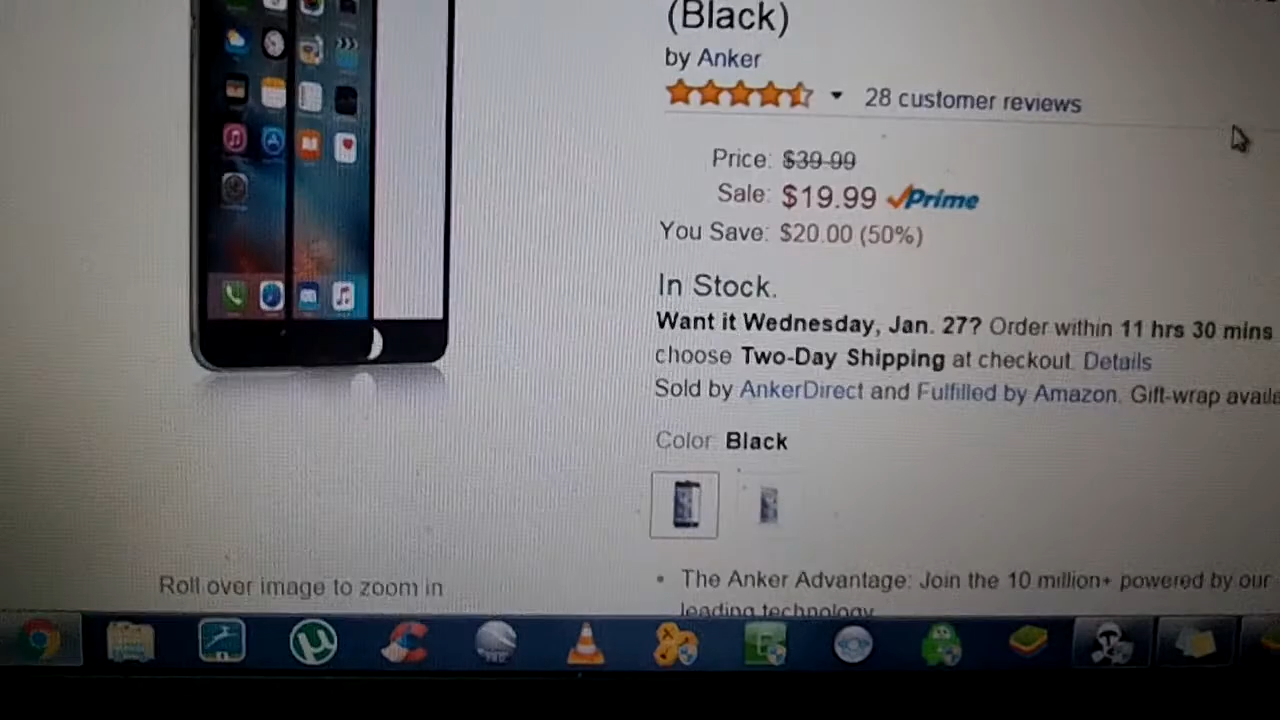 (Black)
by Anker
28 customer reviews
Price: $39.99
Sale: $19.99 Prime
You Save: $20.00 (50%)
In Stock.
Want it Wednesday, Jan. 27? Order within 11 hrs 30 mins
choose Two-Day Shipping at checkout. Details
Sold by AnkerDirect and Fulfilled by Amazon. Gift-wrap availa
Color: Black
Roll over image to zoom in
• The Anker Advantage: Join the 10 million+ powered by our
leading technology